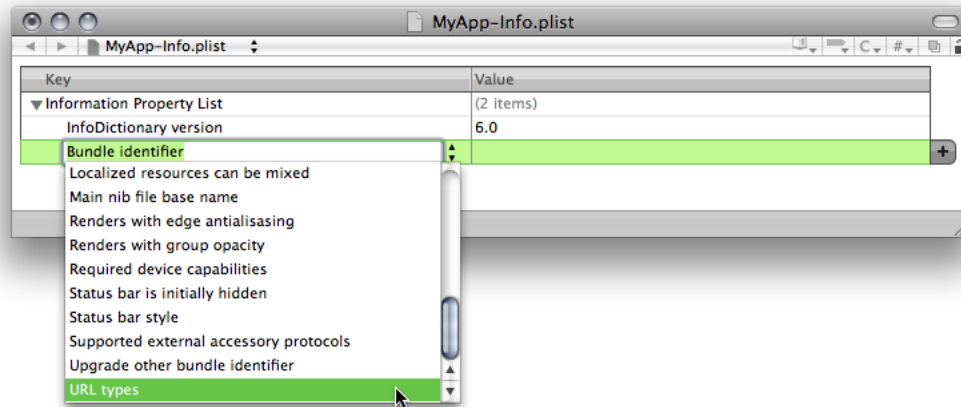 MyApp-Info.plist
MyApp-Info.plist C #
Key Value
Information Property List (2 items)
InfoDictionary version 6.0
Bundle identifier +
Localized resources can be mixed
Main nib file base name
Renders with edge antialisasing
Renders with group opacity
Required device capabilities
Status bar is initially hidden
Status bar style
Supported external accessory protocols
Upgrade other bundle identifier
URL types